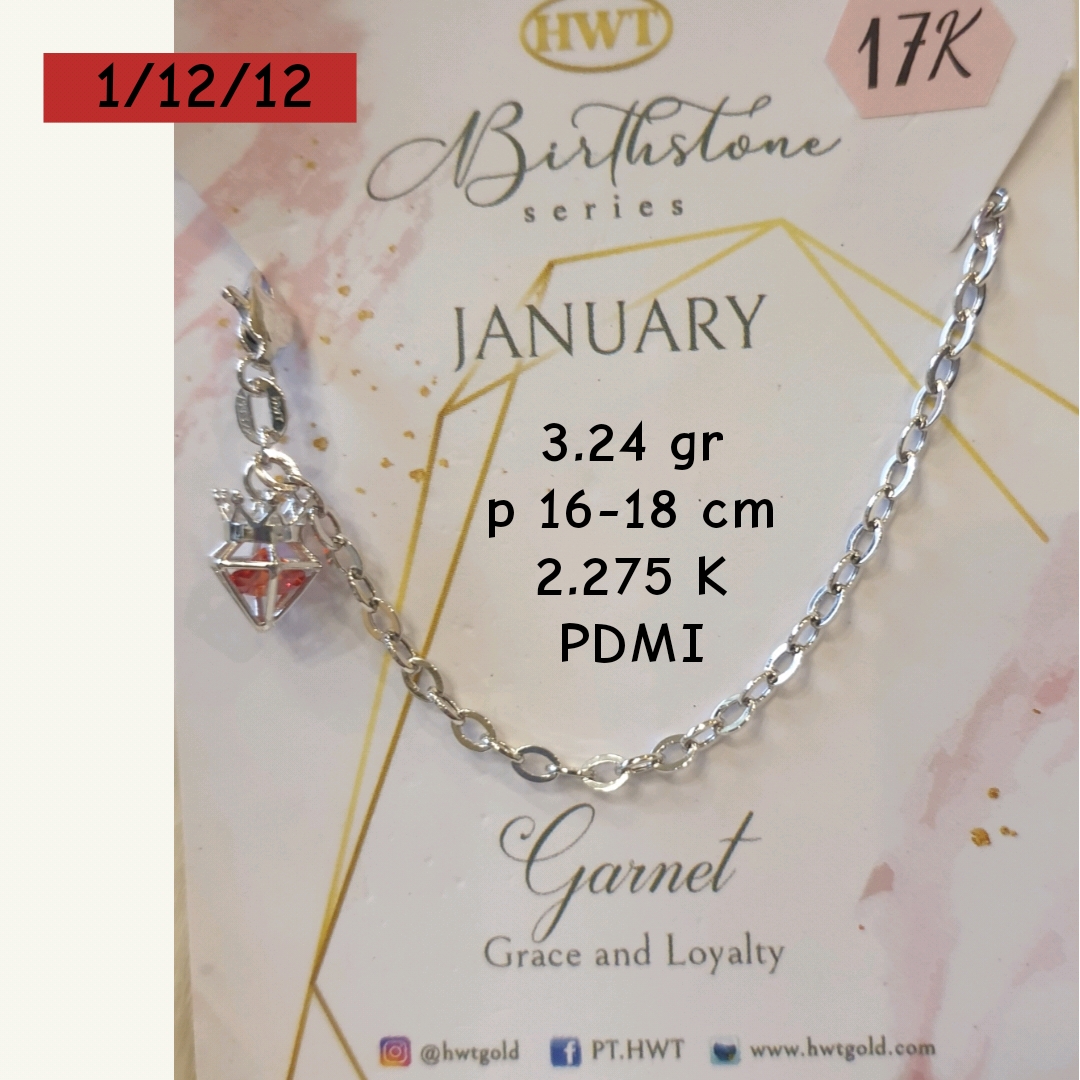 HWT
17K
1/12/12
Birthstone
series
JANUARY
3.24 gr
p 16-18 cm
2.275 K
PDMI
Garnet
Grace and Loyalty
@hwtgold PT.HWT www.hwtgold.com